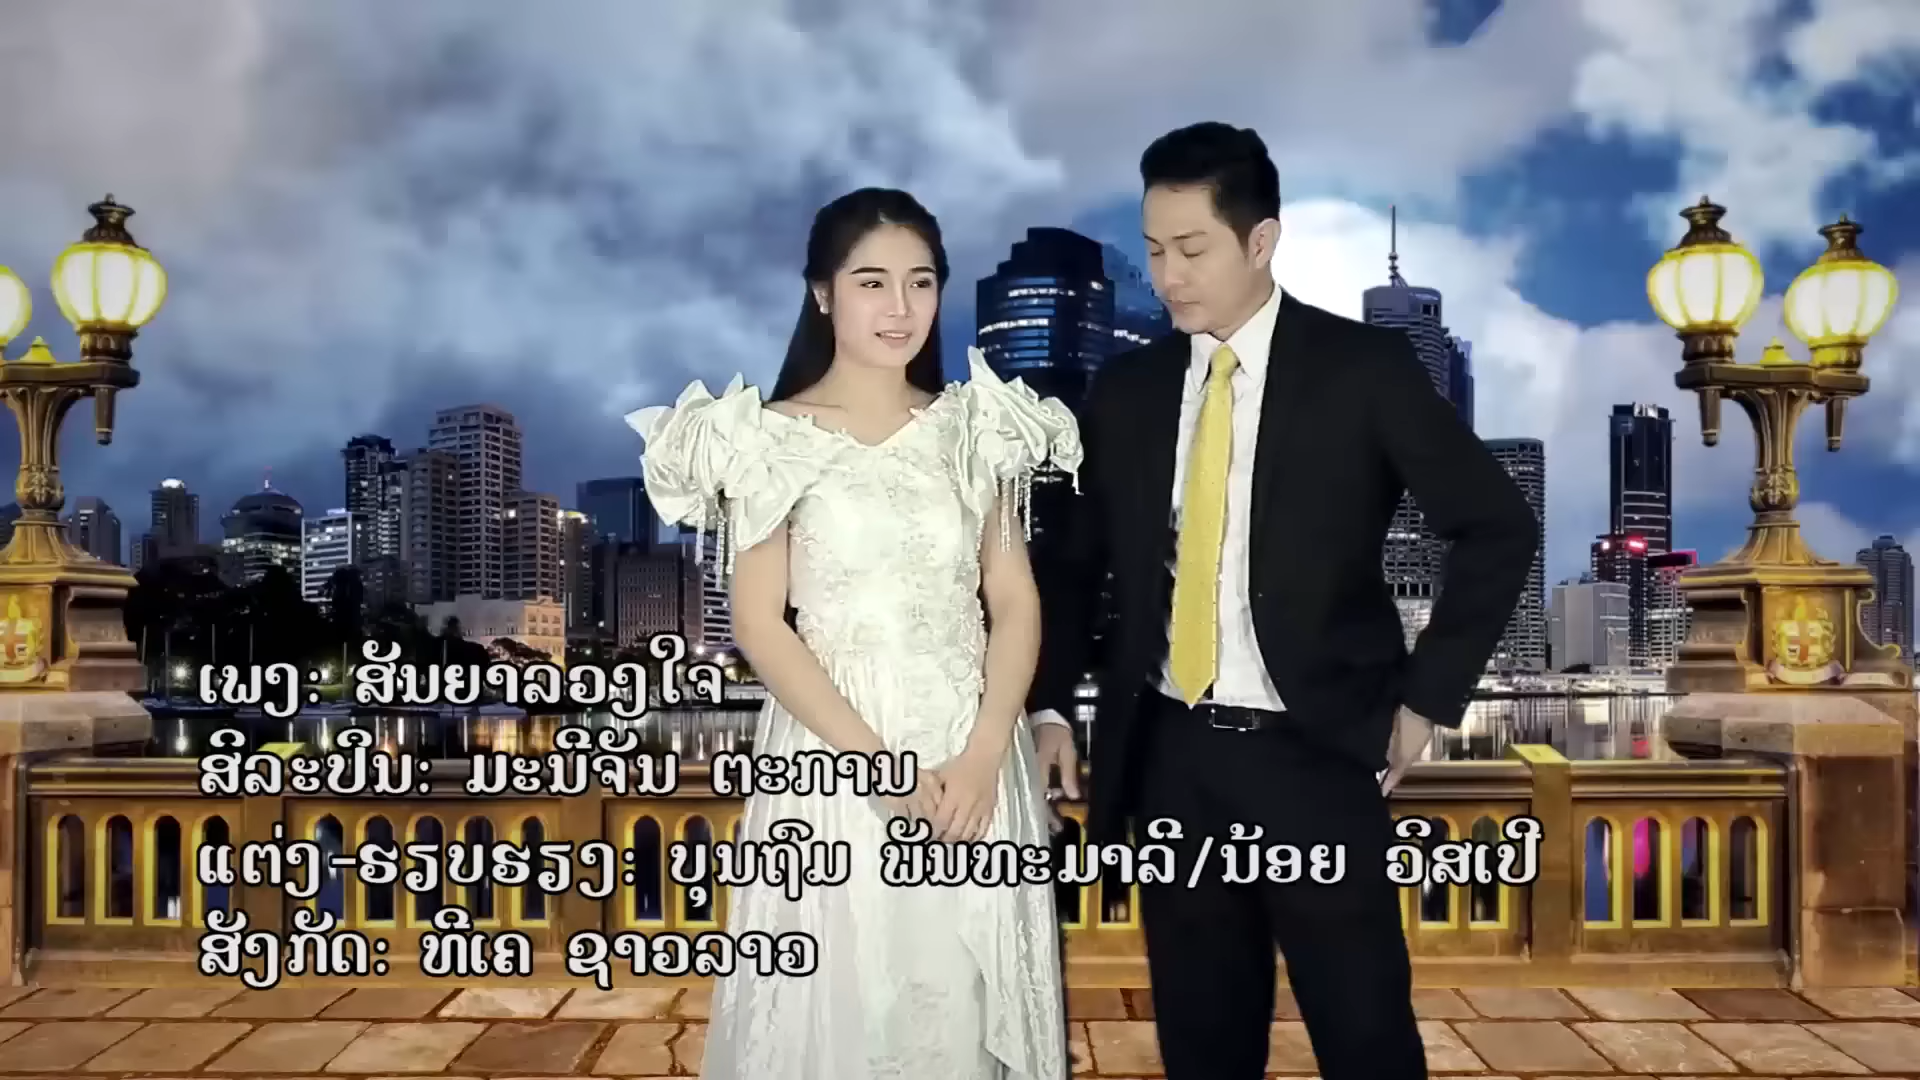 ເພງ: ສັນຍາລວງໃຈ
ສິລະປິນ: ມະນີຈັນ ຕະການ
ແຕ່ງ-ຮຽບຮຽງ: ບຸນຖົມ ພັນທະມາລີ/ນ້ອຍ ອິສເປີ
ສັງກັດ: ທີເຄ ຊາວລາວ